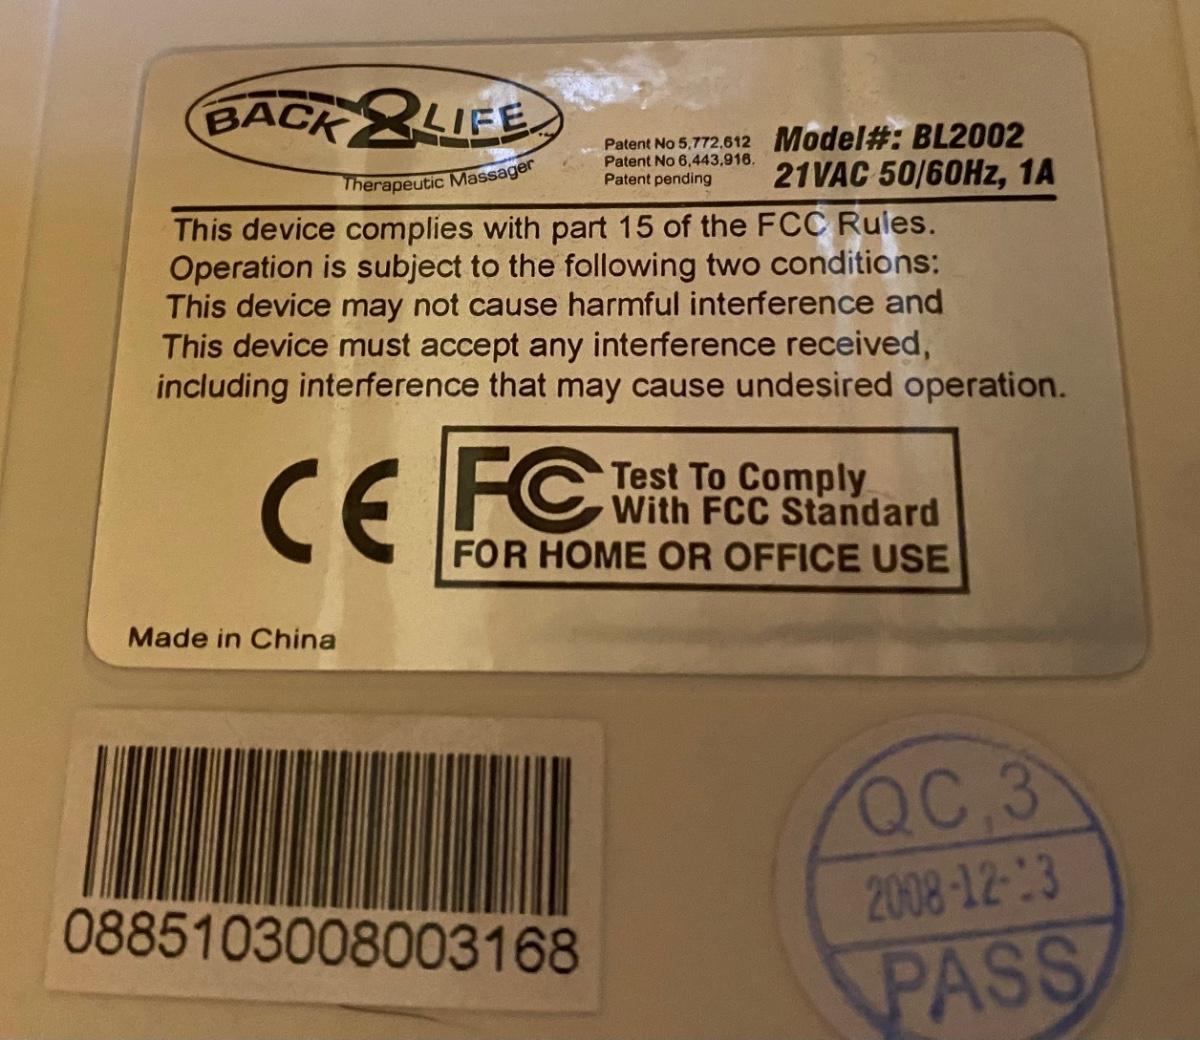 BACK2LIFE
Therapeutic Massager
Patent No 5,772,612
Patent No 6,443,916.
Patent pending
Model#: BL2002
21VAC 50/60Hz, 1A
This device complies with part 15 of the FCC Rules.
Operation is subject to the following two conditions:
This device may not cause harmful interference and
This device must accept any interference received,
including interference that may cause undesired operation.
CE
FC Test To Comply
With FCC Standard
FOR HOME OR OFFICE USE
Made in China
0885103008003168
QC,3
PASS